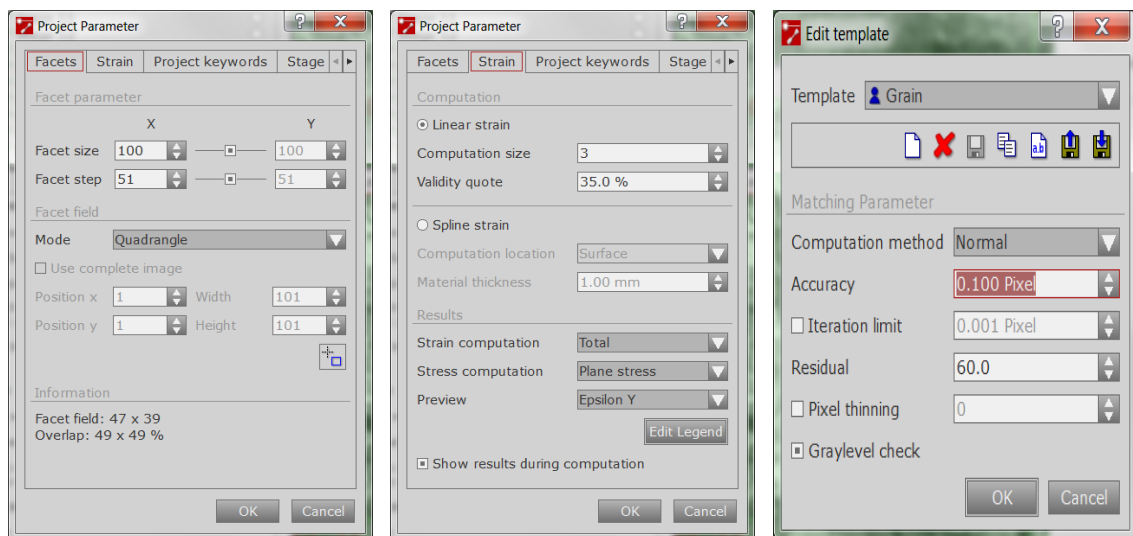 Project Parameter
Facets Strain Project keywords Stage
Facet parameter
X Y
Facet size 100 100
Facet step 51 51
Facet field
Mode Quadrangle
Use complete image
Position x 1 Width 101
Position y 1 Height 101
Information
Facet field: 47 x 39
Overlap: 49 x 49 %
OK Cancel
Project Parameter
Facets Strain Project keywords Stage
Computation
Linear strain
Computation size 3
Validity quote 35.0 %
Spline strain
Computation location Surface
Material thickness 1.00 mm
Results
Strain computation Total
Stress computation Plane stress
Preview Epsilon Y
Edit Legend
Show results during computation
OK Cancel
Edit template
Template Grain
Matching Parameter
Computation method Normal
Accuracy 0.100 Pixel
Iteration limit 0.001 Pixel
Residual 60.0
Pixel thinning 0
Graylevel check
OK Cancel